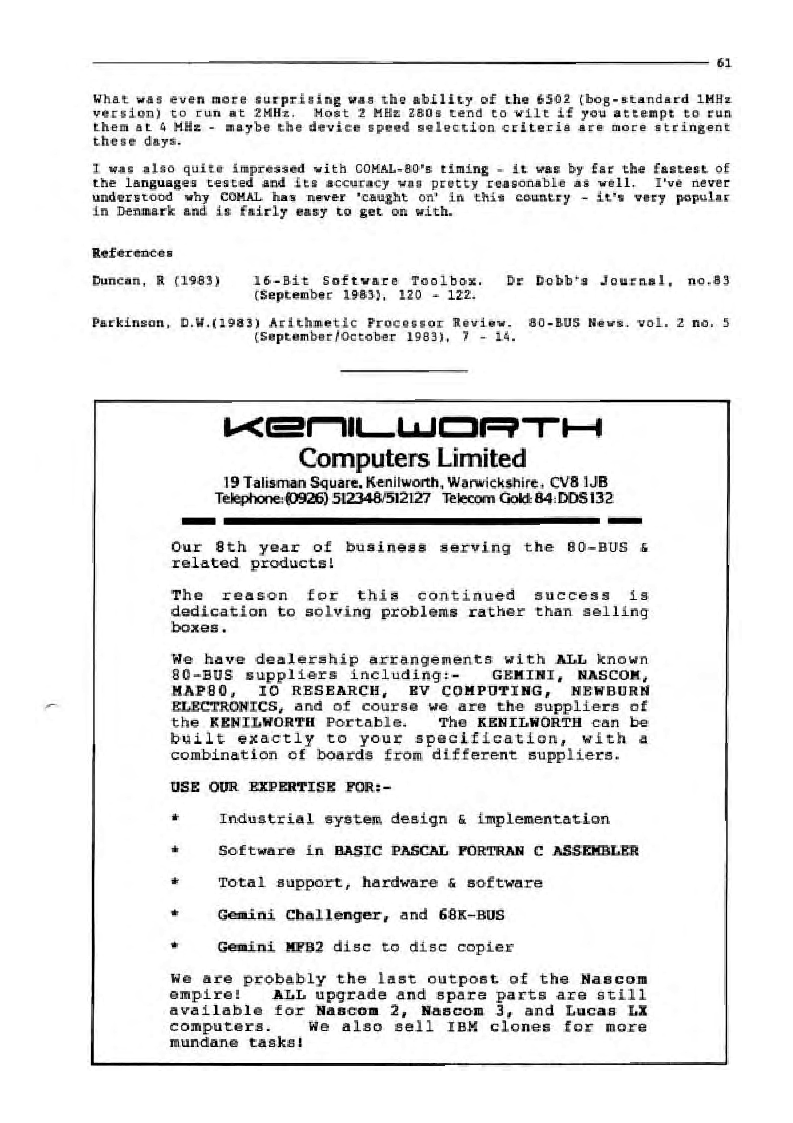 61
What was even more surprising was the ability of the 6502 (bog-standard 1MHz
version) to run at 2MHz. Most 2 MHz Z80s tend to wilt if you attempt to run
them at 4 MHz - maybe the device speed selection criteria are more stringent
these days.
I was also quite impressed with COMAL-80's timing - it was by far the fastest of
the languages tested and its accuracy was pretty reasonable as well. I've never
understood why COMAL has never 'caught on' in this country - it's very popular
in Denmark and is fairly easy to get on with.
References
Duncan, R (1983) 16-Bit Software Toolbox. Dr Dobb's Journal, no.83
(September 1983), 120 - 122.
Parkinson, D.W.(1983) Arithmetic Processor Review. 80-BUS News. vol. 2 no. 5
(September/October 1983), 7 - 14.
KENILWORTH
Computers Limited
19 Talisman Square, Kenilworth, Warwickshire, CV8 1JB
Telephone: (0926) 512348/512127 Telecom Gold: 84:DDS132
Our 8th year of business serving the 80-BUS &
related products!
The reason for this continued success is
dedication to solving problems rather than selling
boxes.
We have dealership arrangements with ALL known
80-BUS suppliers including:- GEMINI, NASCOM,
MAP80, IO RESEARCH, EV COMPUTING, NEWBURN
ELECTRONICS, and of course we are the suppliers of
the KENILWORTH Portable. The KENILWORTH can be
built exactly to your specification, with a
combination of boards from different suppliers.
USE OUR EXPERTISE FOR:-
* Industrial system design & implementation
* Software in BASIC PASCAL FORTRAN C ASSEMBLER
* Total support, hardware & software
* Gemini Challenger, and 68K-BUS
* Gemini MFB2 disc to disc copier
We are probably the last outpost of the Nascom
empire! ALL upgrade and spare parts are still
available for Nascom 2, Nascom 3, and Lucas LX
computers. We also sell IBM clones for more
mundane tasks!